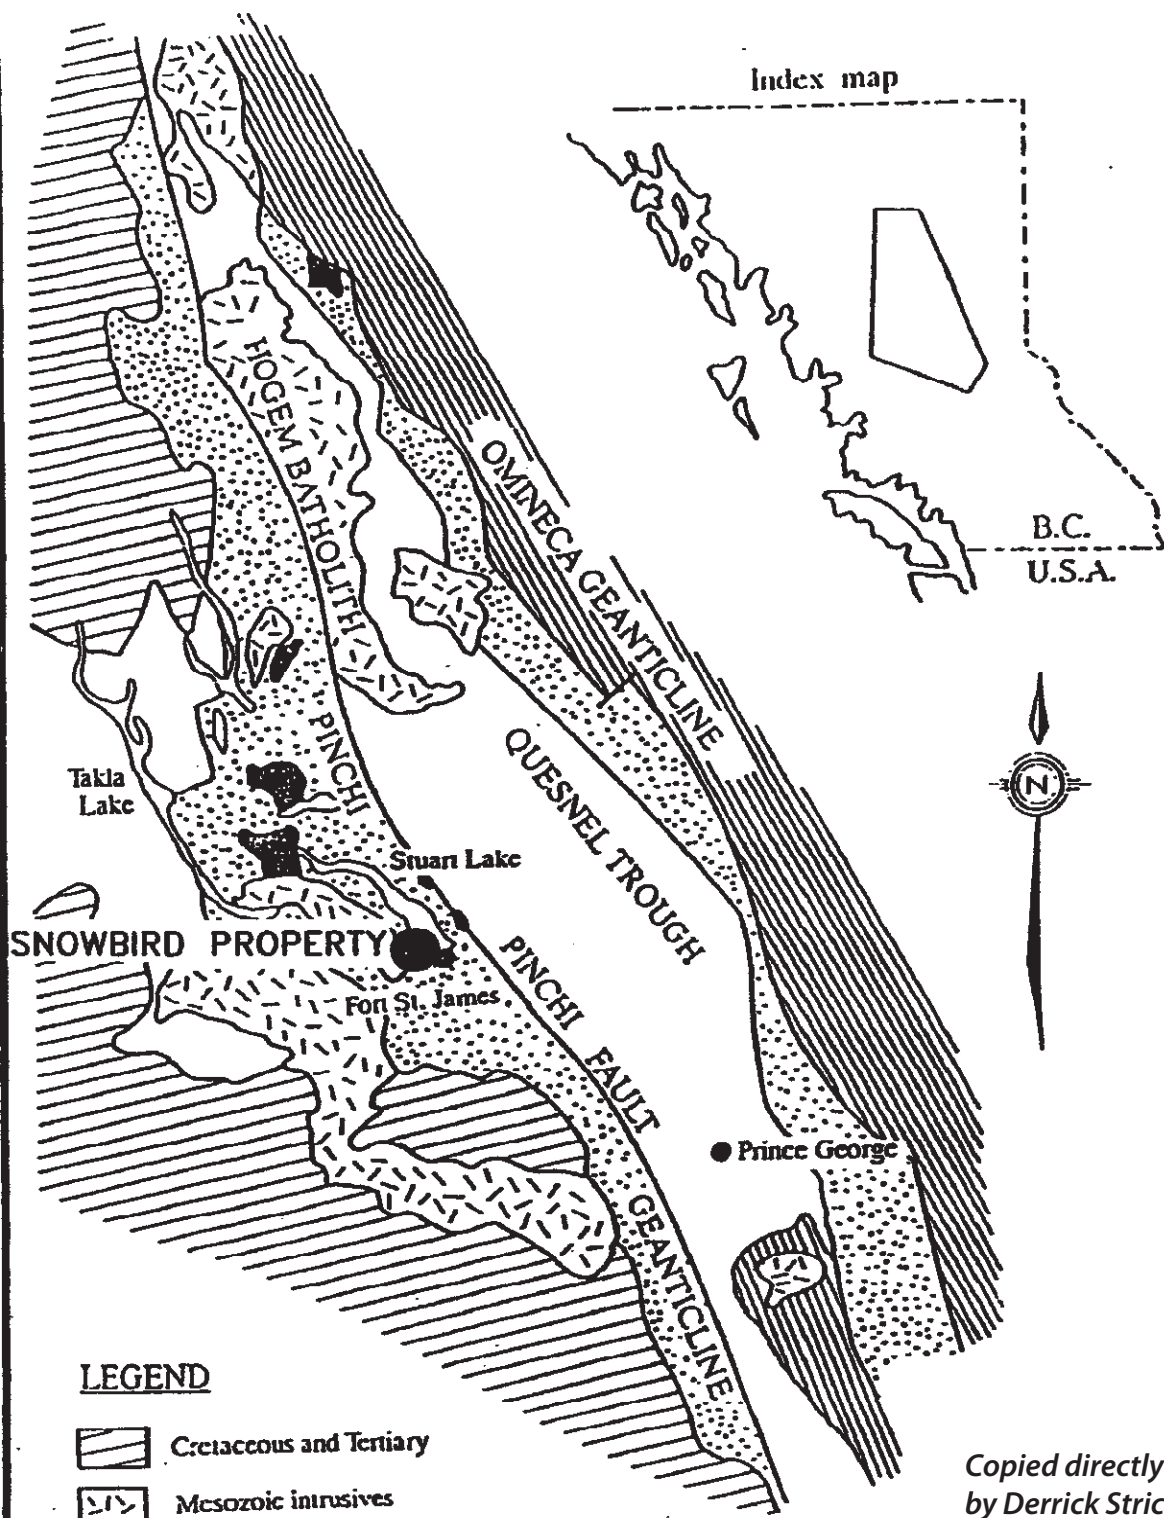 Index map
HOGEM BATHOLITH
OMINECA GEANTICLINE
B.C.
U.S.A.
PINCHI
QUESNEL TROUGH
N
Takla
Lake
Stuart Lake
SNOWBIRD PROPERTY
PINCHI FAULT
Fort St. James
Prince George
GEANTICLINE
LEGEND
Cretaceous and Tertiary
Mesozoic intrusives
Copied directly
by Derrick Stric